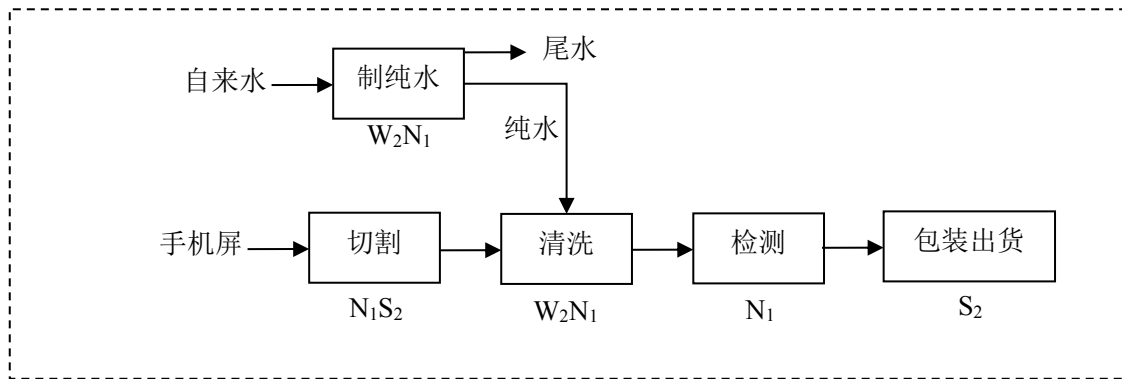 尾水
自来水
制纯水
W₂N₁
纯水
手机屏
切割
清洗
检测
包装出货
N₁S₂
W₂N₁
N₁
S₂